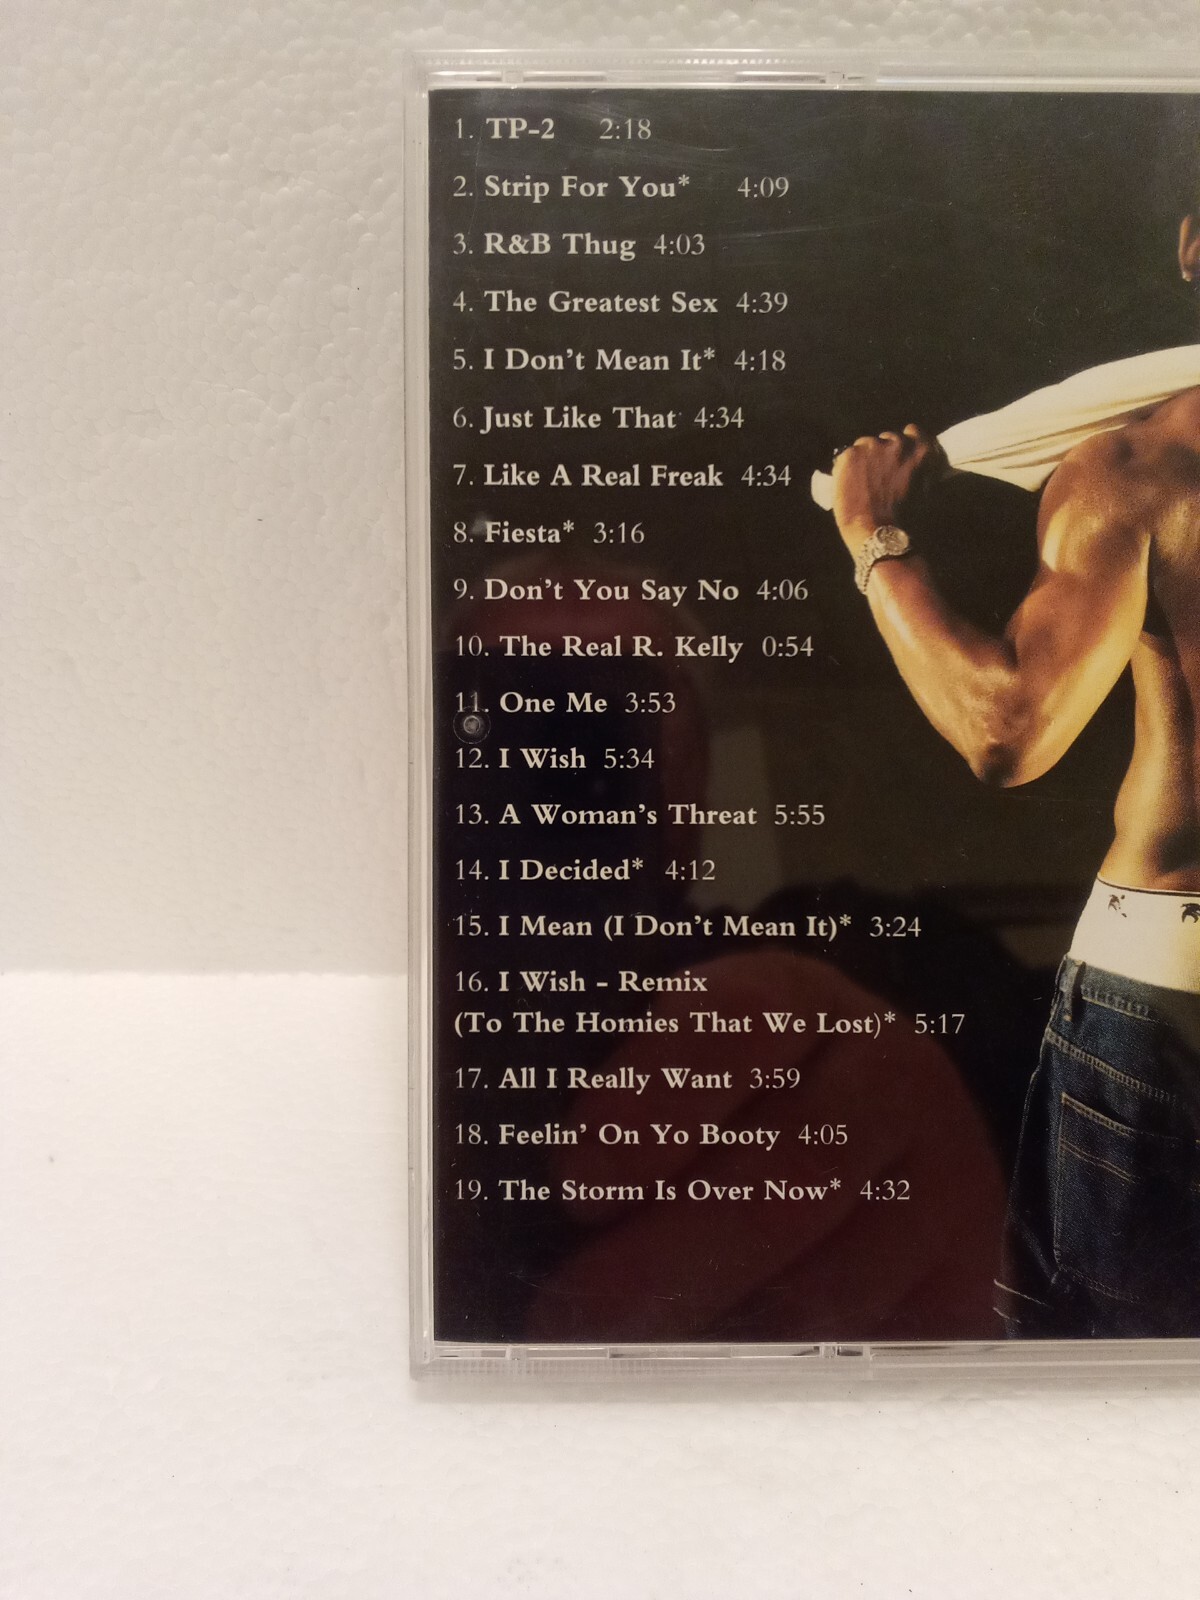 1. TP-2 2:18
2. Strip For You* 4:09
3. R&B Thug 4:03
4. The Greatest Sex 4:39
5. I Don't Mean It* 4:18
6. Just Like That 4:34
7. Like A Real Freak 4:34
8. Fiesta* 3:16
9. Don't You Say No 4:06
10. The Real R. Kelly 0:54
11. One Me 3:53
12. I Wish 5:34
13. A Woman's Threat 5:55
14. I Decided* 4:12
15. I Mean (I Don't Mean It)* 3:24
16. I Wish - Remix
(To The Homies That We Lost)* 5:17
17. All I Really Want 3:59
18. Feelin' On Yo Booty 4:05
19. The Storm Is Over Now* 4:32